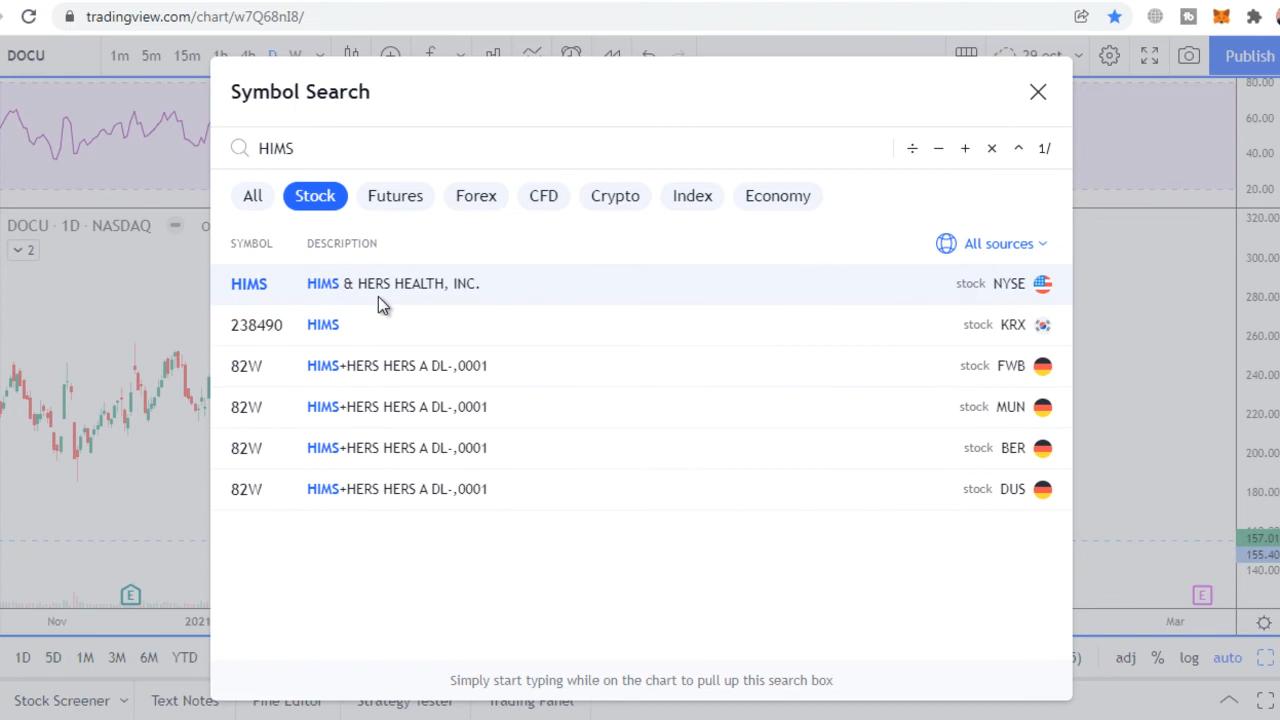 tradingview.com/chart/w7Q68nI8/
DOCU 1m 5m 15m 1h 4h D W 29 oct Publish
Symbol Search
HIMS ÷ − + × ^ 1/
All Stock Futures Forex CFD Crypto Index Economy
SYMBOL DESCRIPTION All sources
HIMS HIMS & HERS HEALTH, INC. stock NYSE
238490 HIMS stock KRX
82W HIMS+HERS HERS A DL-,0001 stock FWB
82W HIMS+HERS HERS A DL-,0001 stock MUN
82W HIMS+HERS HERS A DL-,0001 stock BER
82W HIMS+HERS HERS A DL-,0001 stock DUS
Simply start typing while on the chart to pull up this search box
DOCU · 1D · NASDAQ
2
80.00
60.00
40.00
20.00
320.00
300.00
280.00
260.00
240.00
220.00
200.00
180.00
157.01
155.40
140.00
E E
Nov 2021 Mar
1D 5D 1M 3M 6M YTD adj % log auto
Stock Screener Text Notes Pine Editor Strategy Tester Trading Panel